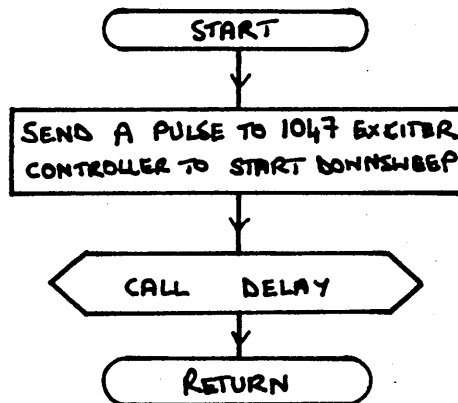 START
SEND A PULSE TO 1047 EXCITER
CONTROLLER TO START DOWNSWEEP
CALL DELAY
RETURN